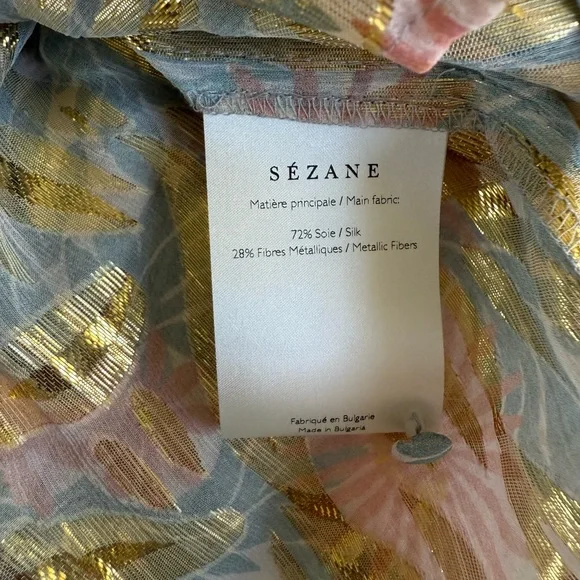 SÉZANE
Matière principale / Main fabric:
72% Soie / Silk
28% Fibres Métalliques / Metallic Fibers
Fabriqué en Bulgarie
Made in Bulgaria